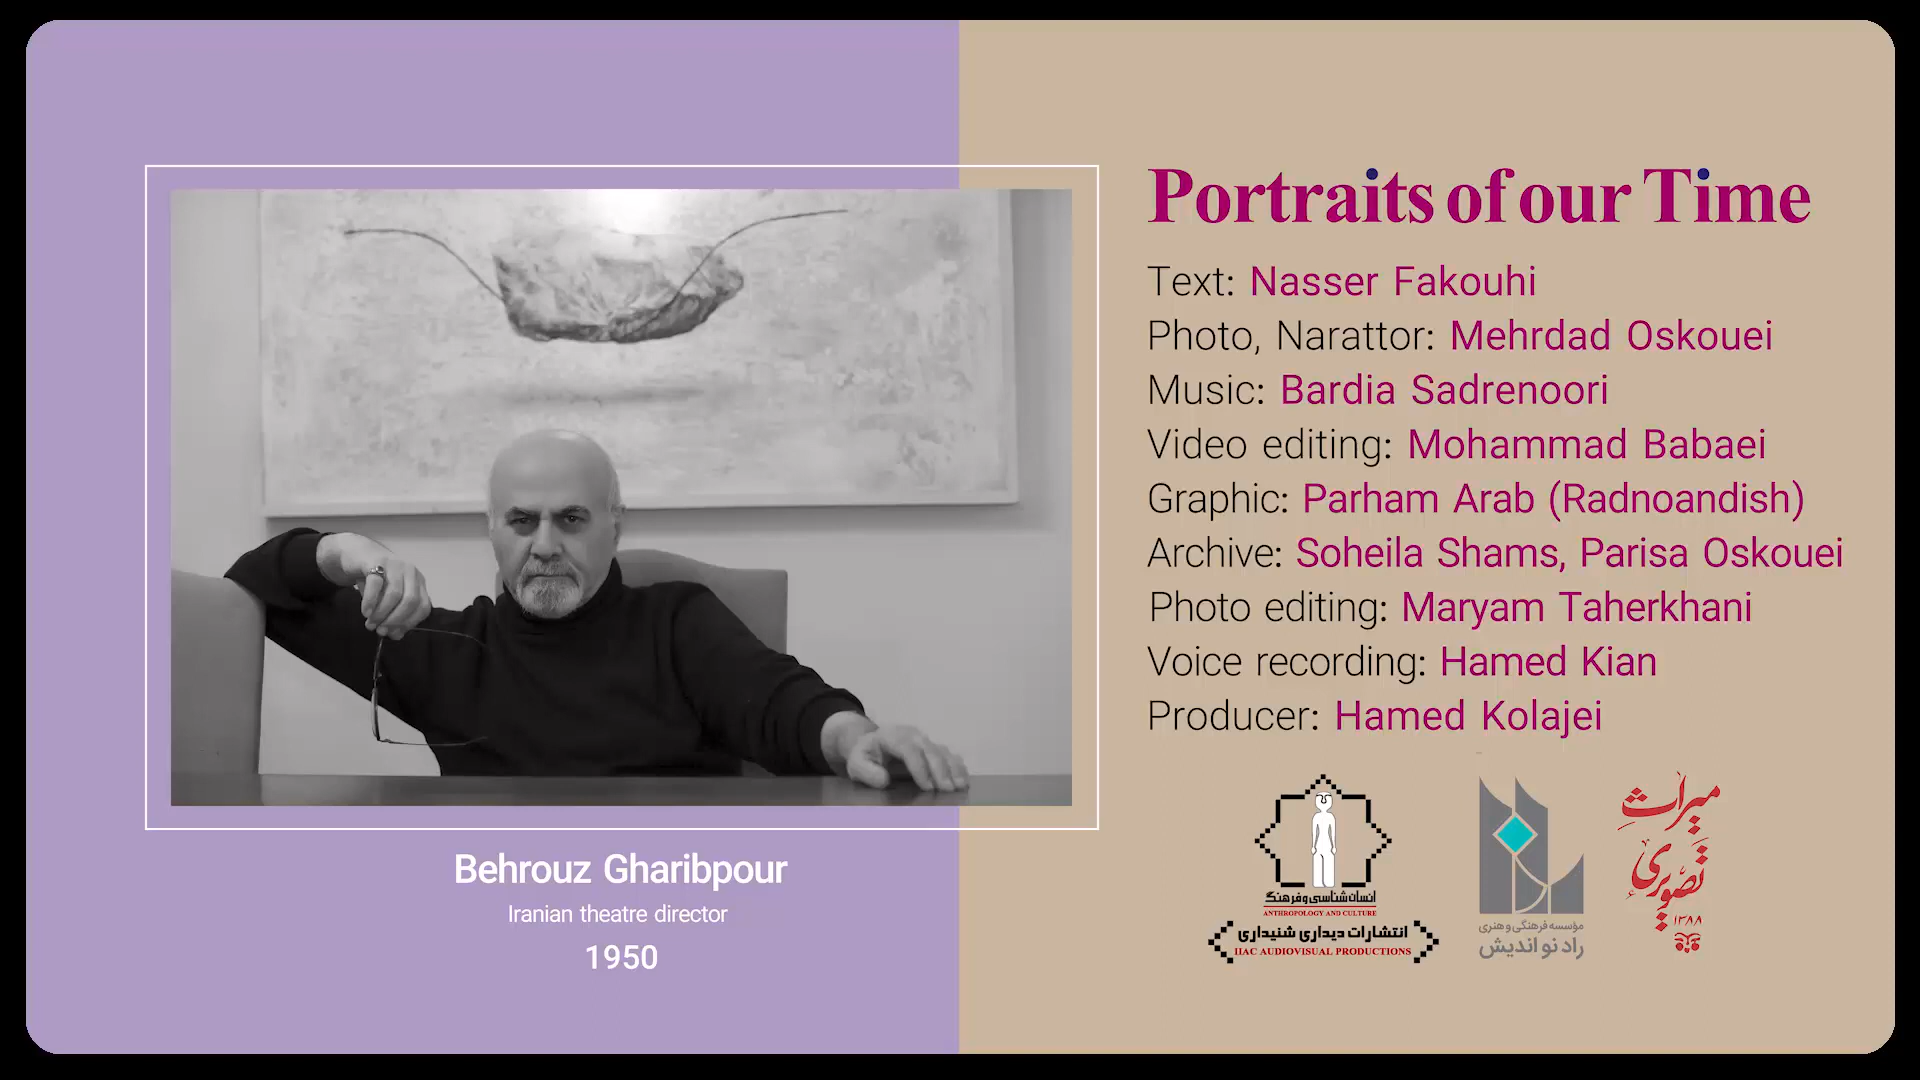 Portraits of our Time
Text: Nasser Fakouhi
Photo, Narattor: Mehrdad Oskouei
Music: Bardia Sadrenoori
Video editing: Mohammad Babaei
Graphic: Parham Arab (Radnoandish)
Archive: Soheila Shams, Parisa Oskouei
Photo editing: Maryam Taherkhani
Voice recording: Hamed Kian
Producer: Hamed Kolajei
Behrouz Gharibpour
Iranian theatre director
1950
انسان‌شناسی و فرهنگ
ANTHROPOLOGY AND CULTURE
انتشارات دیداری شنیداری
IIAC AUDIOVISUAL PRODUCTIONS
مؤسسه فرهنگی و هنری
راد نو اندیش
میراث
تصویری
۱۳۸۸